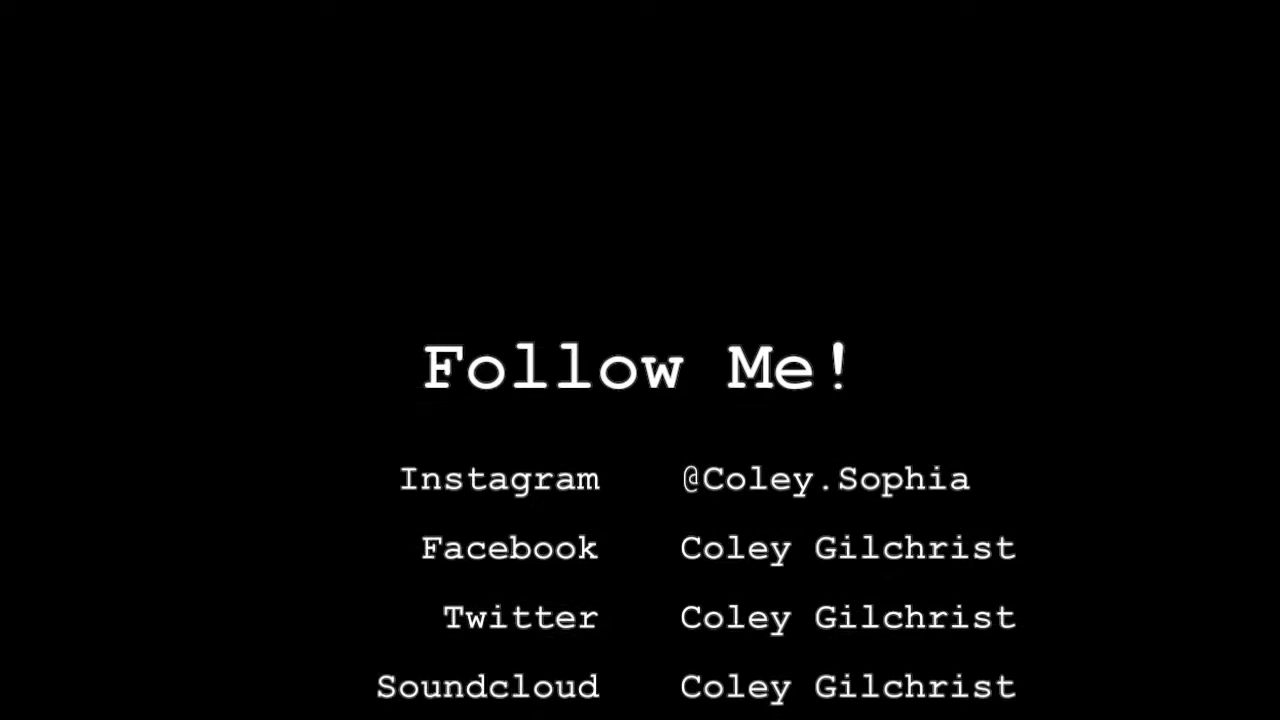 Follow Me!
Instagram @Coley.Sophia
Facebook Coley Gilchrist
Twitter Coley Gilchrist
Soundcloud Coley Gilchrist